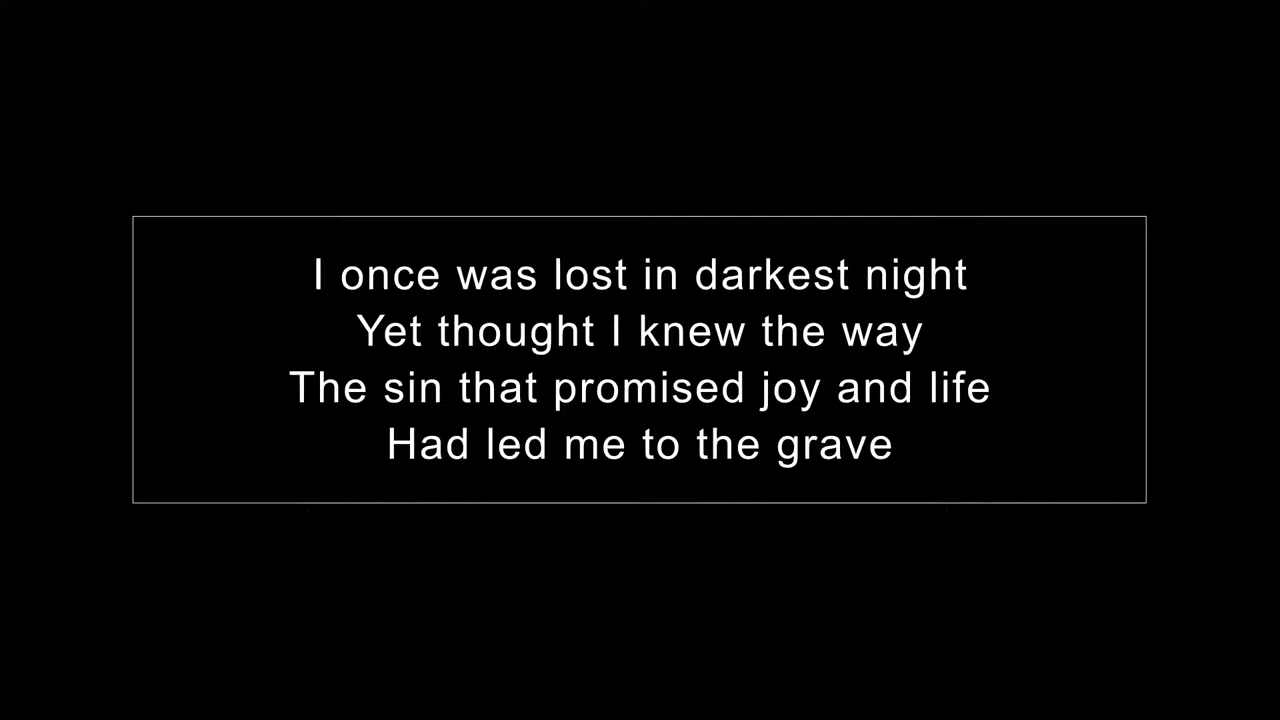 I once was lost in darkest night
Yet thought I knew the way
The sin that promised joy and life
Had led me to the grave